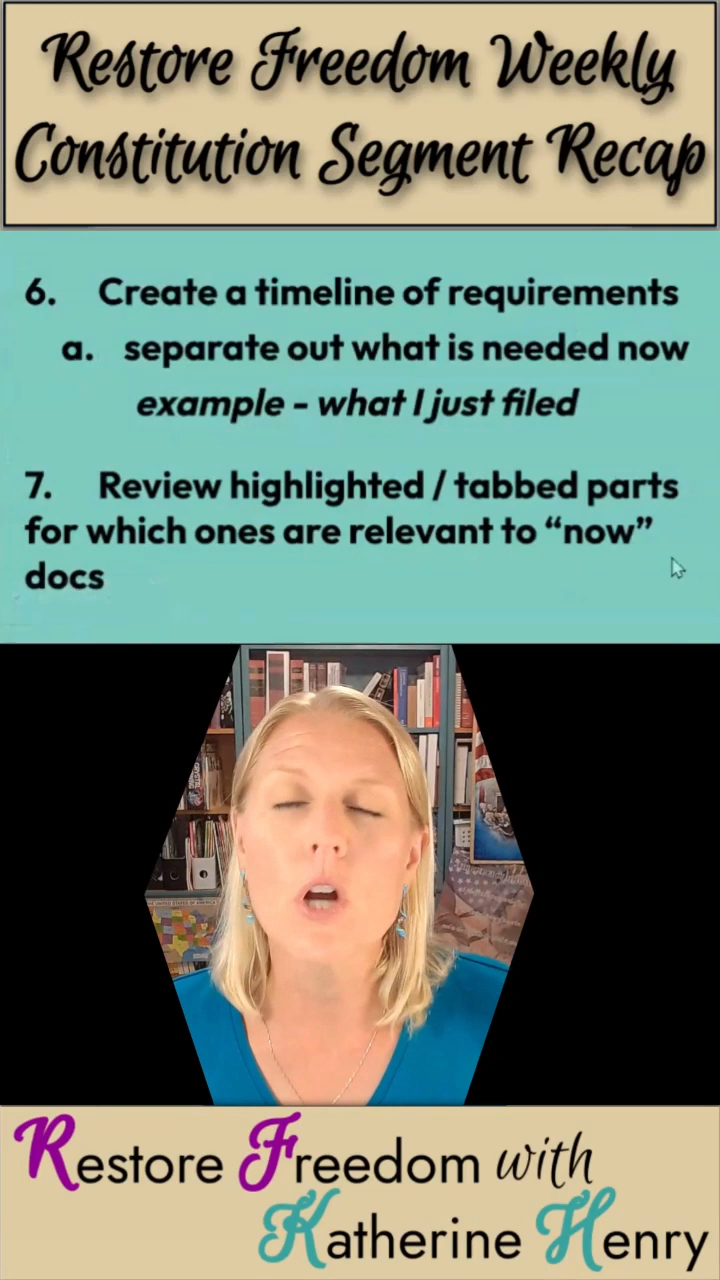 Restore Freedom Weekly
Constitution Segment Recap
6. Create a timeline of requirements
a. separate out what is needed now
example - what I just filed
7. Review highlighted / tabbed parts
for which ones are relevant to “now”
docs
Restore Freedom with
Katherine Henry